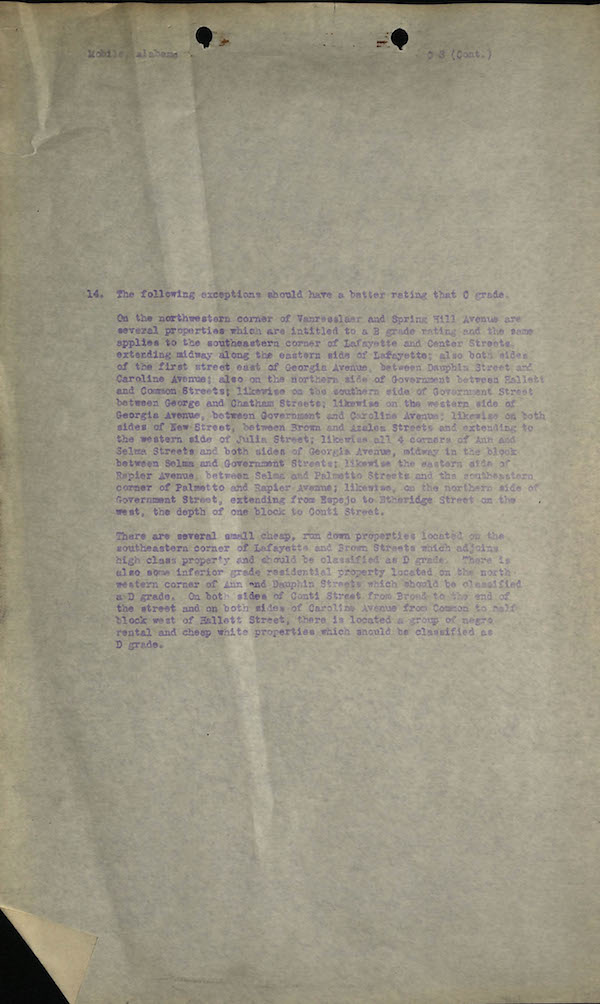 Mobile, Alabama (Cont.)
14. The following exceptions should have a better rating that C grade.
On the northwestern corner of Vanresslaer and Spring Hill Avenue are
several properties which are intitled to a B grade rating and the same
applies to the southeastern corner of Lafayette and Center Streets,
extending midway along the eastern side of Lafayette; also both sides
of the first street east of Georgia Avenue, between Dauphin Street and
Caroline Avenue; also on the northern side of Government between Hallett
and Common Streets; likewise on the southern side of Government Street
between George and Chatham Streets; likewise on the western side of
Georgia Avenue, between Government and Caroline Avenue; likewise on both
sides of New Street, between Brown and Azalea Streets and extending to
the western side of Julia Street; likewise all 4 corners of Ann and
Selma Streets and both sides of Georgia Avenue, midway in the block
between Selma and Government Streets; likewise the eastern side of
Rapier Avenue, between Selma and Palmetto Streets and the southeastern
corner of Palmetto and Rapier Avenue; likewise, on the northern side of
Government Street, extending from Espejo to Etheridge Street on the
west, the depth of one block to Conti Street.
There are several small cheap, run down properties located on the
southeastern corner of Lafayette and Brown Streets which adjoins
high class property and should be classified as D grade. There is
also some inferior grade residential property located on the north-
western corner of Ann and Dauphin Streets which should be classified
a D grade. On both sides of Conti Street from Broad to the end of
the street and on both sides of Caroline Avenue from Common to half
block west of Hallett Street, there is located a group of negro
rental and cheap white properties which should be classified as
D grade.